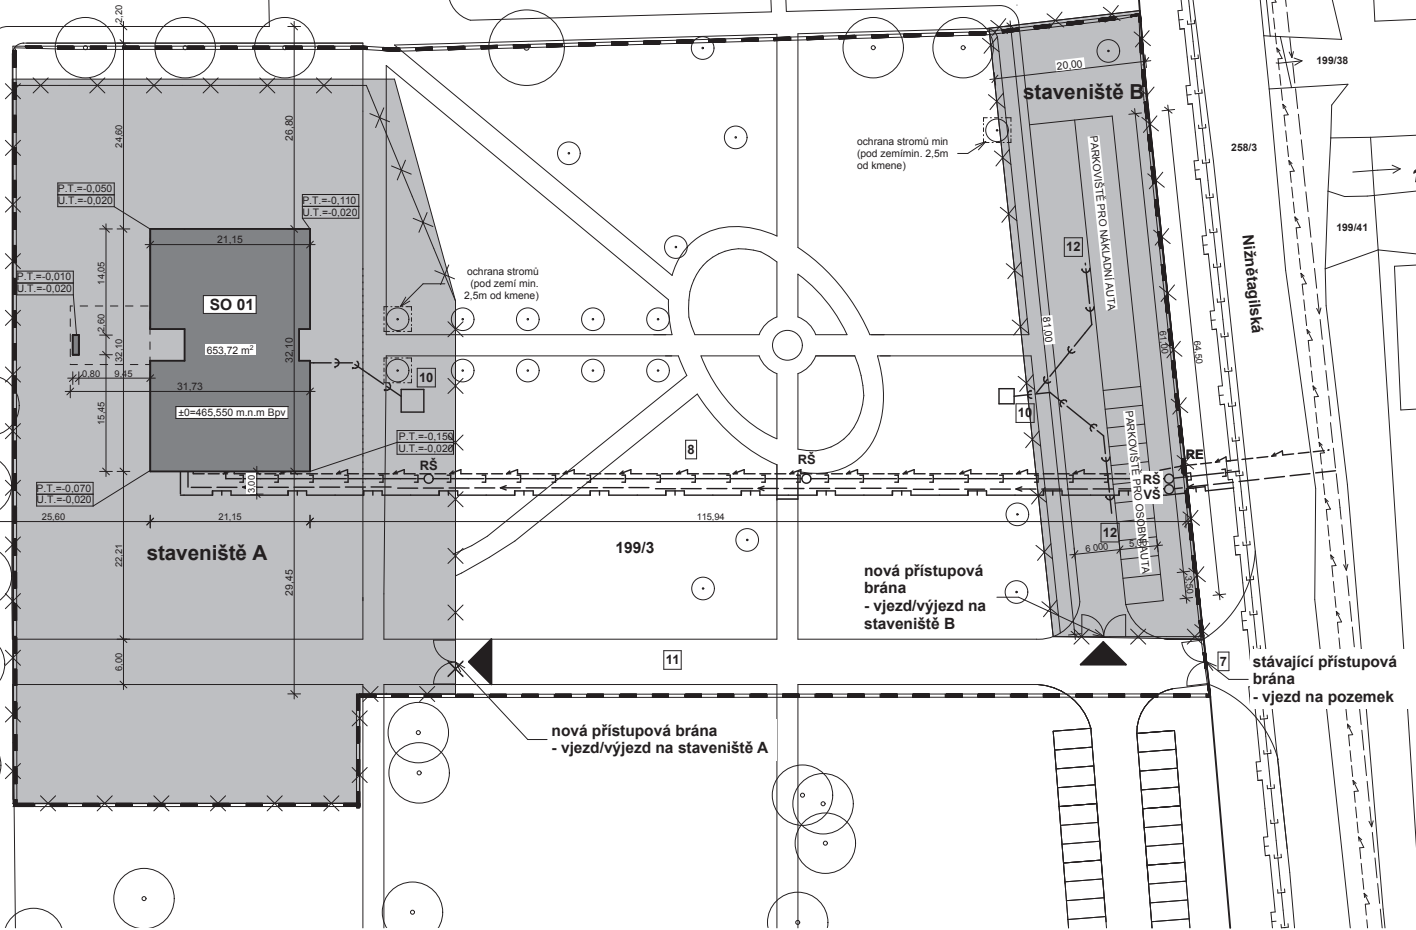 2,20
24,60
26,80
20,00
staveniště B
199/38
258/3
199/41
Nižnětagilská
ochrana stromů min
(pod zemímin. 2,5m
od kmene)
PARKOVIŠTĚ PRO NÁKLADNÍ AUTA
12
81,00
61,00
64,50
P.T.=-0,050
U.T.=-0,020
P.T.=-0,110
U.T.=-0,020
21,15
14,05
P.T.=-0,010
U.T.=-0,020
SO 01
ochrana stromů
(pod zemí min.
2,5m od kmene)
2,60
32,10
32,10
653,72 m²
0,80
9,45
31,73
10
10
±0=465,550 m.n.m Bpv
15,45
P.T.=-0,150
U.T.=-0,020
8
RŠ
RŠ
RE
RŠ
VŠ
PARKOVIŠTĚ PRO OSOBNÍ AUTA
P.T.=-0,070
U.T.=-0,020
3,00
25,60
21,15
115,94
12
6 000
staveniště A
22,21
29,45
199/3
3,50
nová přístupová
brána
- vjezd/výjezd na
staveniště B
6,00
11
7
stávající přístupová
brána
- vjezd na pozemek
nová přístupová brána
- vjezd/výjezd na staveniště A